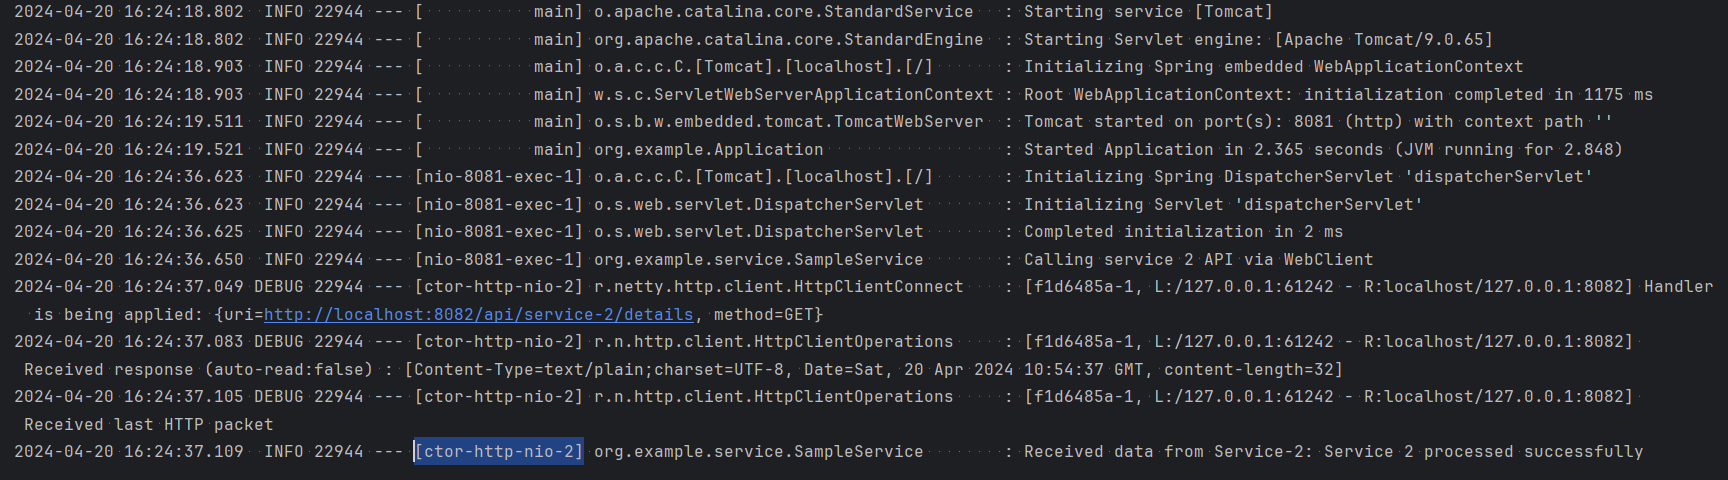 2024-04-20 16:24:18.802  INFO 22944 --- [           main] o.apache.catalina.core.StandardService   : Starting service [Tomcat]
2024-04-20 16:24:18.802  INFO 22944 --- [           main] org.apache.catalina.core.StandardEngine  : Starting Servlet engine: [Apache Tomcat/9.0.65]
2024-04-20 16:24:18.903  INFO 22944 --- [           main] o.a.c.c.C.[Tomcat].[localhost].[/]       : Initializing Spring embedded WebApplicationContext
2024-04-20 16:24:18.903  INFO 22944 --- [           main] w.s.c.ServletWebServerApplicationContext : Root WebApplicationContext: initialization completed in 1175 ms
2024-04-20 16:24:19.511  INFO 22944 --- [           main] o.s.b.w.embedded.tomcat.TomcatWebServer  : Tomcat started on port(s): 8081 (http) with context path ''
2024-04-20 16:24:19.521  INFO 22944 --- [           main] org.example.Application                  : Started Application in 2.365 seconds (JVM running for 2.848)
2024-04-20 16:24:36.623  INFO 22944 --- [nio-8081-exec-1] o.a.c.c.C.[Tomcat].[localhost].[/]       : Initializing Spring DispatcherServlet 'dispatcherServlet'
2024-04-20 16:24:36.623  INFO 22944 --- [nio-8081-exec-1] o.s.web.servlet.DispatcherServlet        : Initializing Servlet 'dispatcherServlet'
2024-04-20 16:24:36.625  INFO 22944 --- [nio-8081-exec-1] o.s.web.servlet.DispatcherServlet        : Completed initialization in 2 ms
2024-04-20 16:24:36.650  INFO 22944 --- [nio-8081-exec-1] org.example.service.SampleService        : Calling service 2 API via WebClient
2024-04-20 16:24:37.049 DEBUG 22944 --- [ctor-http-nio-2] r.netty.http.client.HttpClientConnect    : [f1d6485a-1, L:/127.0.0.1:61242 - R:localhost/127.0.0.1:8082] Handler
is being applied: {uri=http://localhost:8082/api/service-2/details, method=GET}
2024-04-20 16:24:37.083 DEBUG 22944 --- [ctor-http-nio-2] r.n.http.client.HttpClientOperations     : [f1d6485a-1, L:/127.0.0.1:61242 - R:localhost/127.0.0.1:8082]
Received response (auto-read:false) : [Content-Type=text/plain;charset=UTF-8, Date=Sat, 20 Apr 2024 10:54:37 GMT, content-length=32]
2024-04-20 16:24:37.105 DEBUG 22944 --- [ctor-http-nio-2] r.n.http.client.HttpClientOperations     : [f1d6485a-1, L:/127.0.0.1:61242 - R:localhost/127.0.0.1:8082]
Received last HTTP packet
2024-04-20 16:24:37.109  INFO 22944 --- [ctor-http-nio-2] org.example.service.SampleService        : Received data from Service-2: Service 2 processed successfully